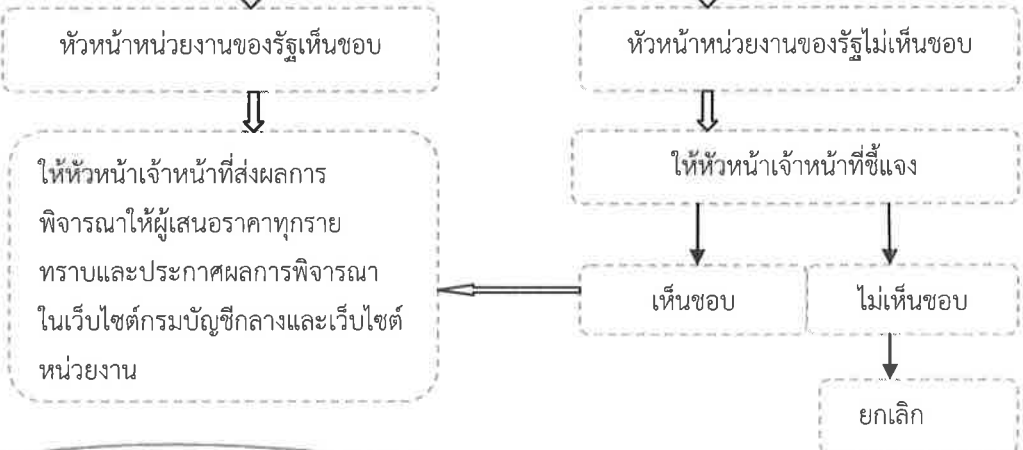 หัวหน้าหน่วยงานของรัฐเห็นชอบ
หัวหน้าหน่วยงานของรัฐไม่เห็นชอบ
ให้หัวหน้าเจ้าหน้าที่ส่งผลการ
พิจารณาให้ผู้เสนอราคาทุกราย
ทราบและประกาศผลการพิจารณา
ในเว็บไซต์กรมบัญชีกลางและเว็บไซต์
หน่วยงาน
ให้หัวหน้าเจ้าหน้าที่ชี้แจง
เห็นชอบ
ไม่เห็นชอบ
ยกเลิก